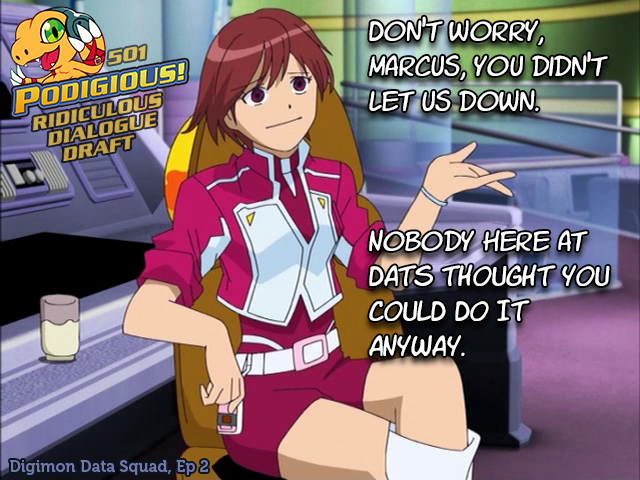 501
PODIGIOUS!
RIDICULOUS
DIALOGUE
DRAFT
DON'T WORRY,
MARCUS, YOU DIDN'T
LET US DOWN.
NOBODY HERE AT
DATS THOUGHT YOU
COULD DO IT
ANYWAY.
Digimon Data Squad, Ep 2